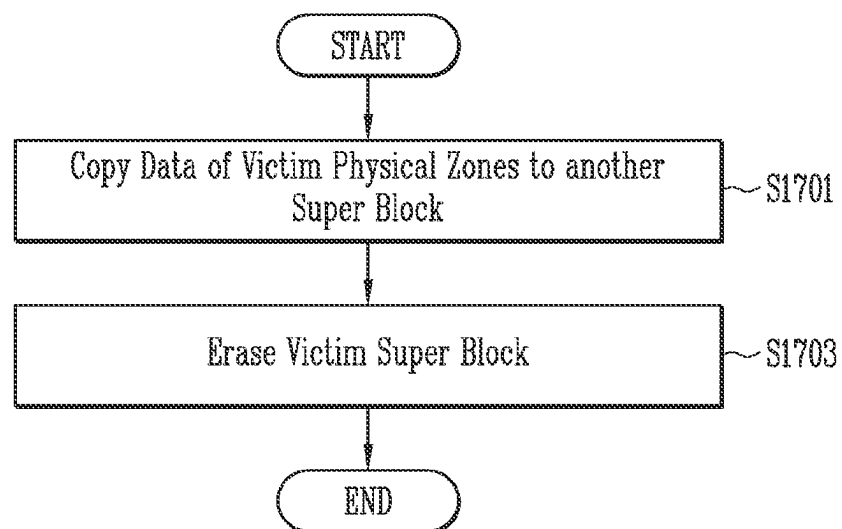 START
Copy Data of Victim Physical Zones to another
Super Block
S1701
Erase Victim Super Block
S1703
END